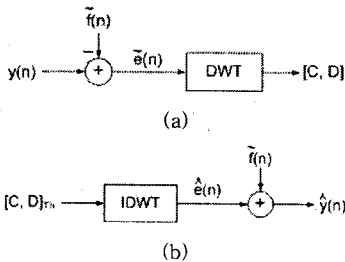 f̃(n)
−
y(n) + ẽ(n) DWT [C, D]
(a)
f̃(n)
[C, D]TH IDWT ê(n) + ŷ(n)
(b)